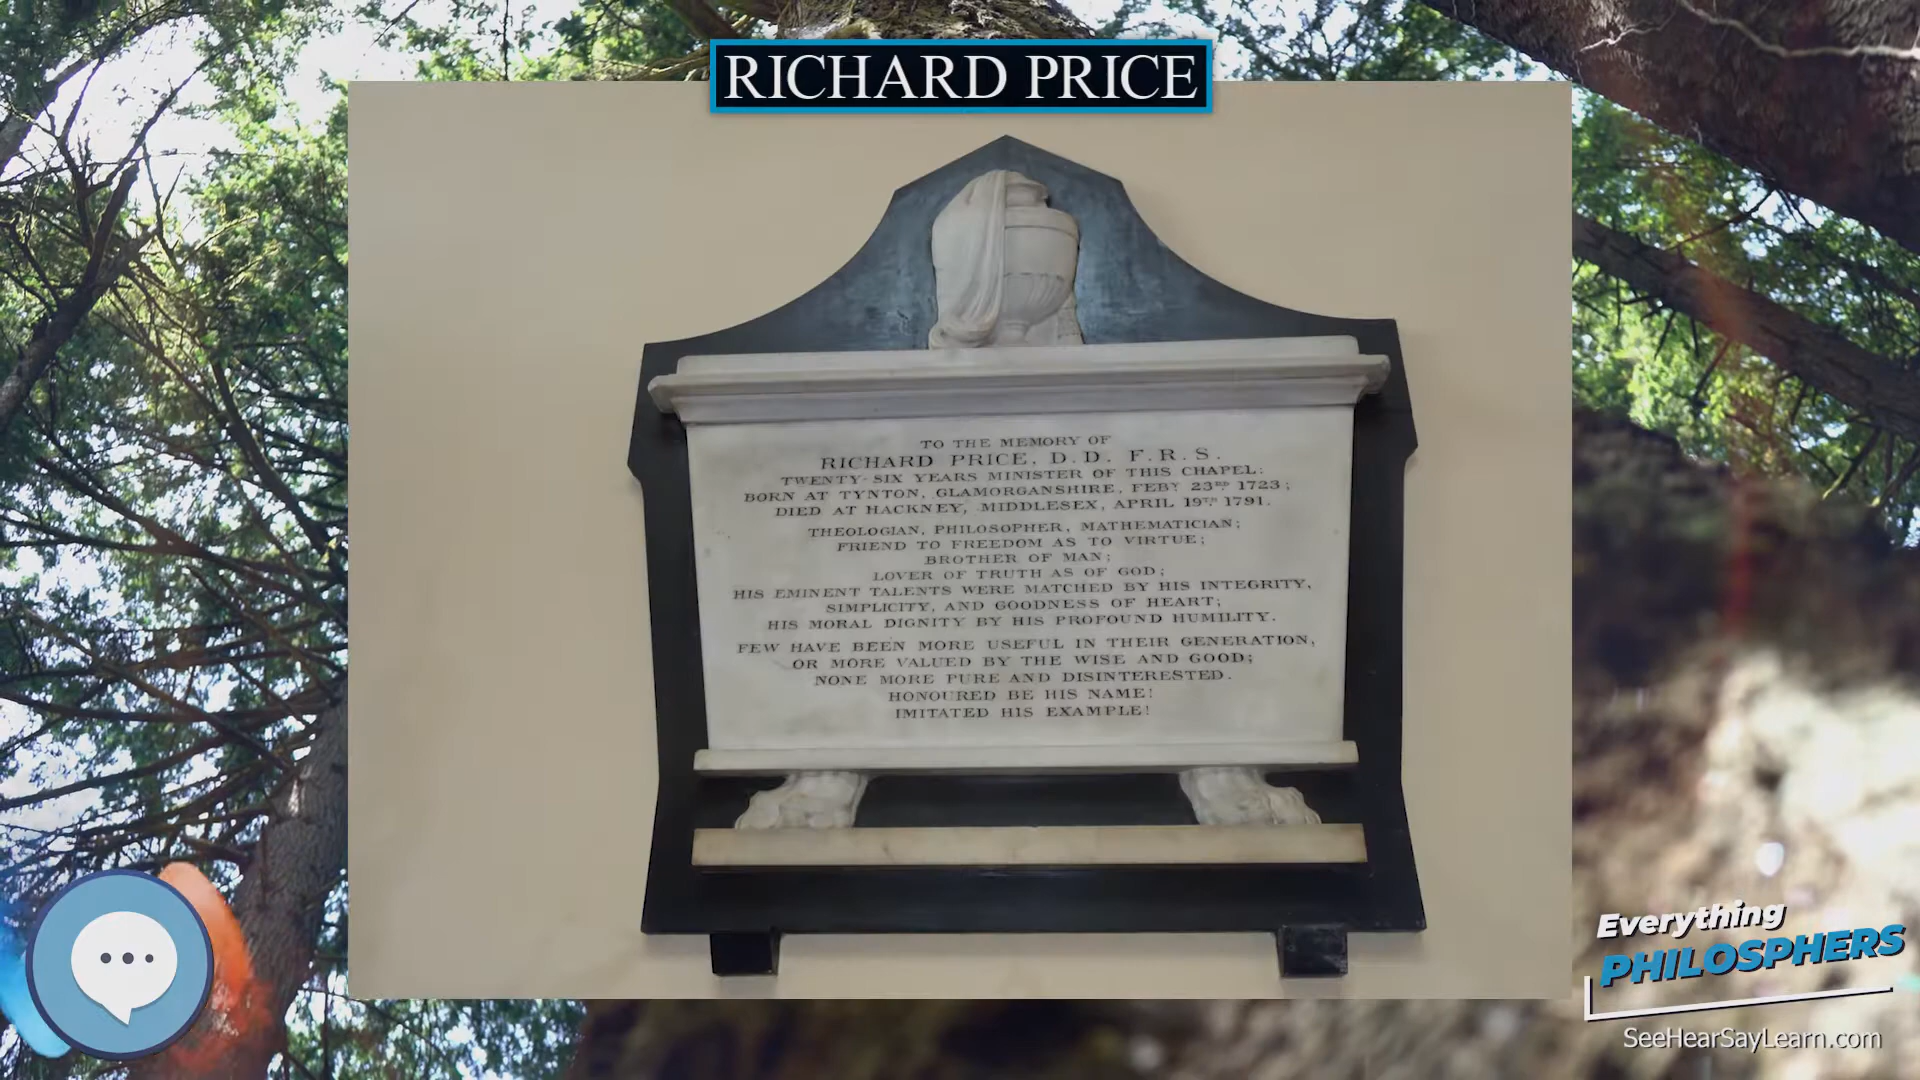 RICHARD PRICE
TO THE MEMORY OF
RICHARD PRICE, D.D. F.R.S.
TWENTY-SIX YEARS MINISTER OF THIS CHAPEL:
BORN AT TYNTON, GLAMORGANSHIRE, FEBY 23RD 1723;
DIED AT HACKNEY, MIDDLESEX, APRIL 19TH 1791.
THEOLOGIAN, PHILOSOPHER, MATHEMATICIAN;
FRIEND TO FREEDOM AS TO VIRTUE;
BROTHER OF MAN;
LOVER OF TRUTH AS OF GOD;
HIS EMINENT TALENTS WERE MATCHED BY HIS INTEGRITY,
SIMPLICITY, AND GOODNESS OF HEART;
HIS MORAL DIGNITY BY HIS PROFOUND HUMILITY.
FEW HAVE BEEN MORE USEFUL IN THEIR GENERATION,
OR MORE VALUED BY THE WISE AND GOOD;
NONE MORE PURE AND DISINTERESTED.
HONOURED BE HIS NAME!
IMITATED HIS EXAMPLE!
Everything
PHILOSPHERS
SeeHearSayLearn.com